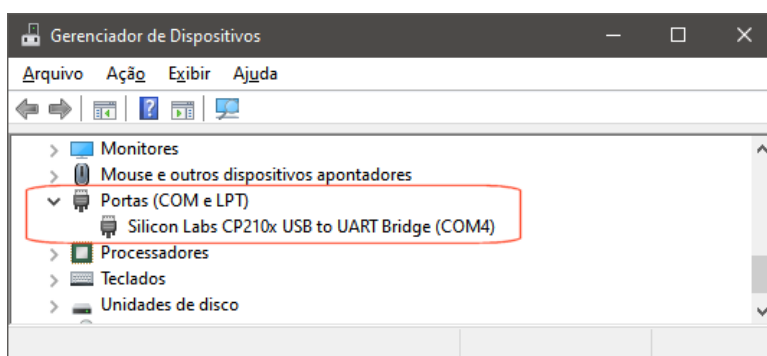 Gerenciador de Dispositivos
Arquivo Ação Exibir Ajuda
Monitores
Mouse e outros dispositivos apontadores
Portas (COM e LPT)
Silicon Labs CP210x USB to UART Bridge (COM4)
Processadores
Teclados
Unidades de disco